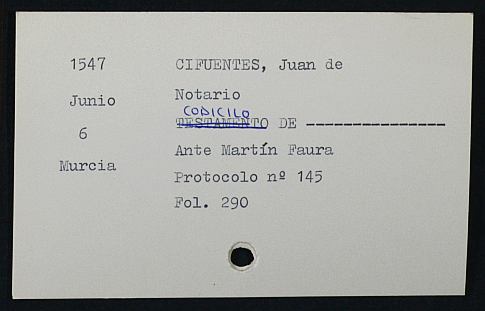 1547
CIFUENTES, Juan de
Junio
Notario
CODICILO
6
TESTAMENTO DE ---------------
Murcia
Ante Martín Faura
Protocolo nº 145
Fol. 290